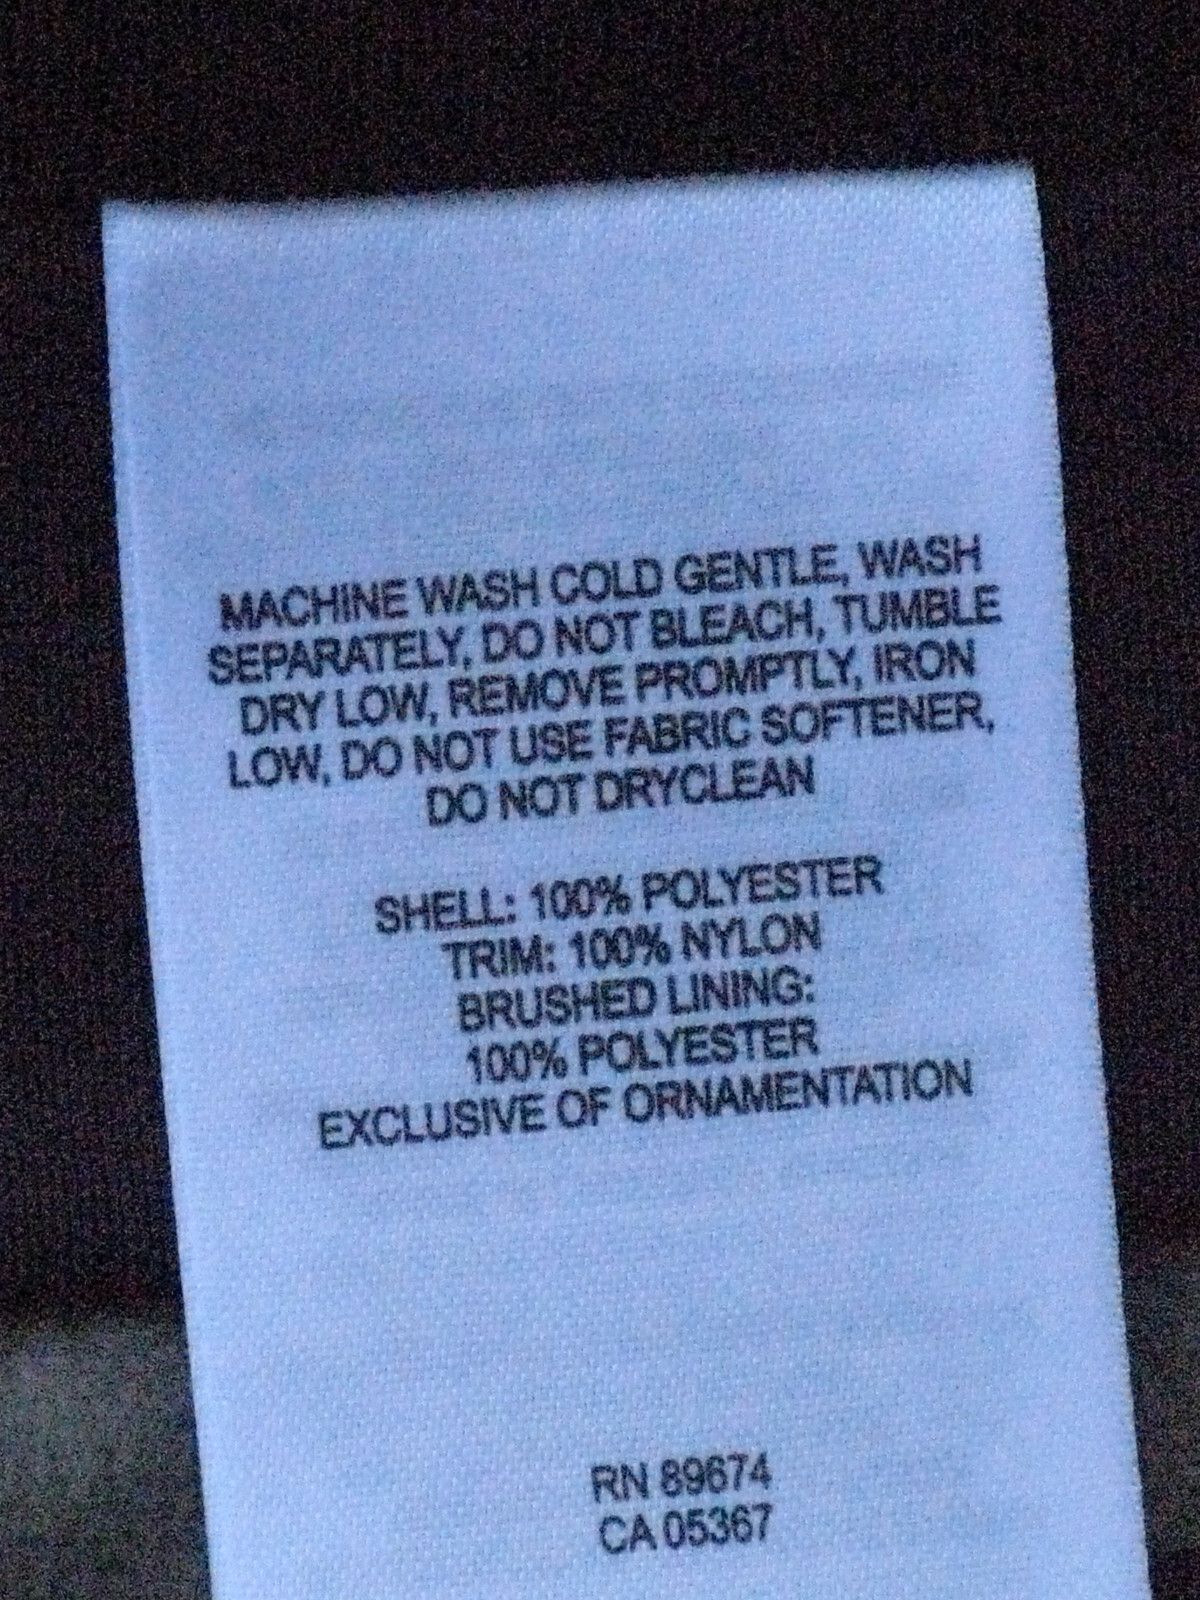 MACHINE WASH COLD GENTLE, WASH
SEPARATELY, DO NOT BLEACH, TUMBLE
DRY LOW, REMOVE PROMPTLY, IRON
LOW, DO NOT USE FABRIC SOFTENER,
DO NOT DRYCLEAN
SHELL: 100% POLYESTER
TRIM: 100% NYLON
BRUSHED LINING:
100% POLYESTER
EXCLUSIVE OF ORNAMENTATION
RN 89674
CA 05367